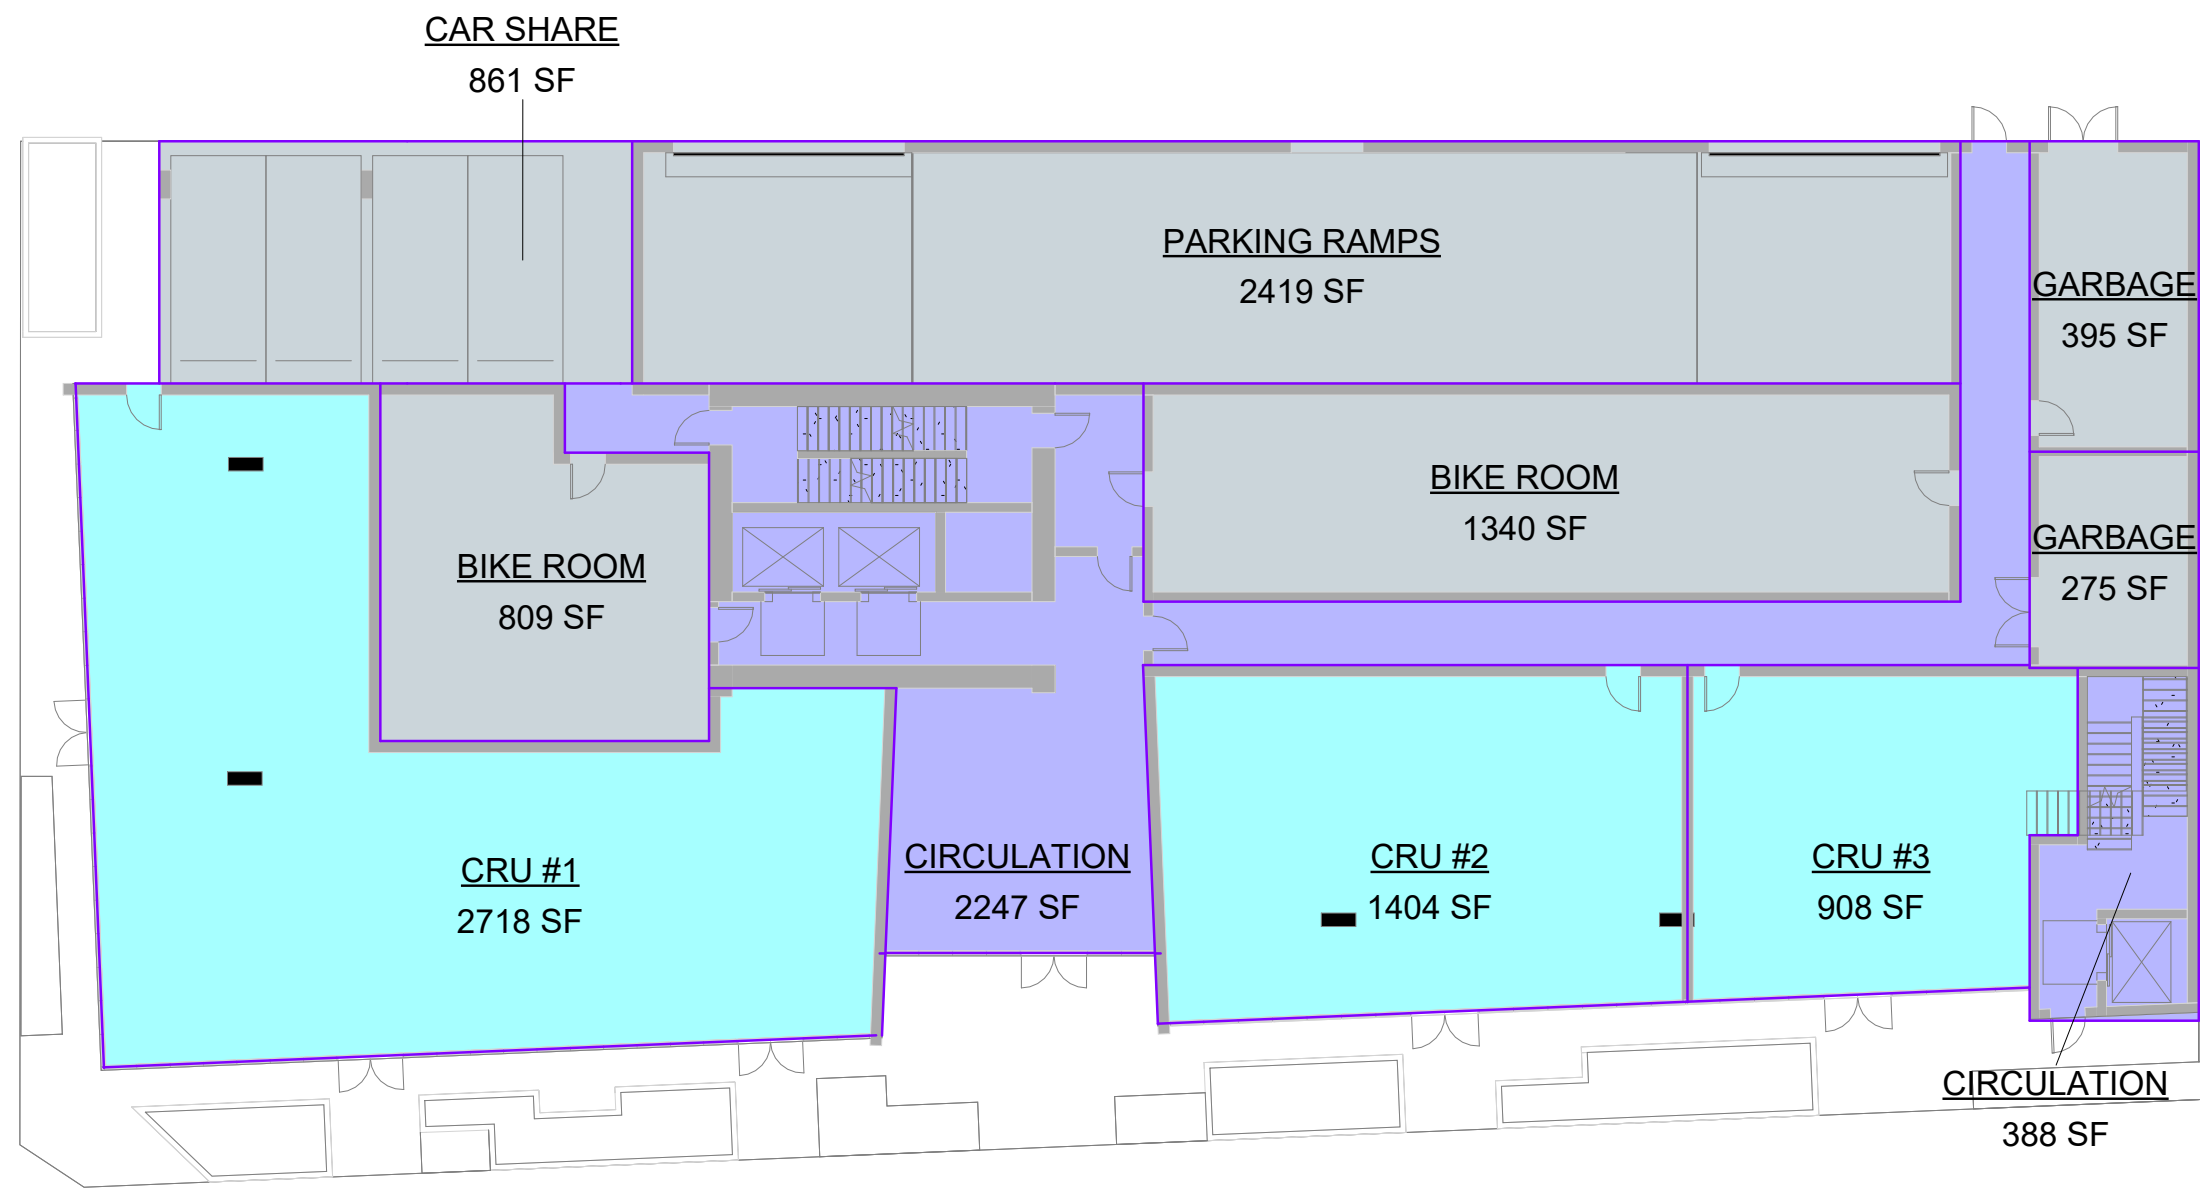 CAR SHARE
861 SF
PARKING RAMPS
2419 SF
GARBAGE
395 SF
BIKE ROOM
1340 SF
GARBAGE
275 SF
BIKE ROOM
809 SF
CRU #1
2718 SF
CIRCULATION
2247 SF
CRU #2
1404 SF
CRU #3
908 SF
CIRCULATION
388 SF